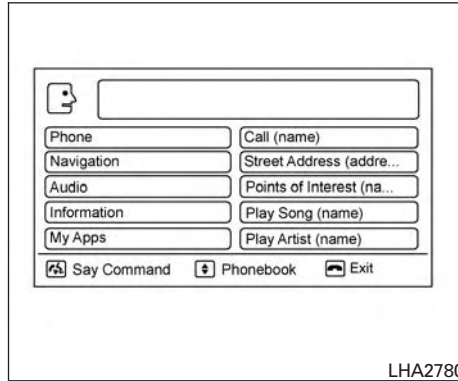 Phone
Call (name)
Navigation
Street Address (addre...
Audio
Points of Interest (na...
Information
Play Song (name)
My Apps
Play Artist (name)
Say Command Phonebook Exit
LHA2780